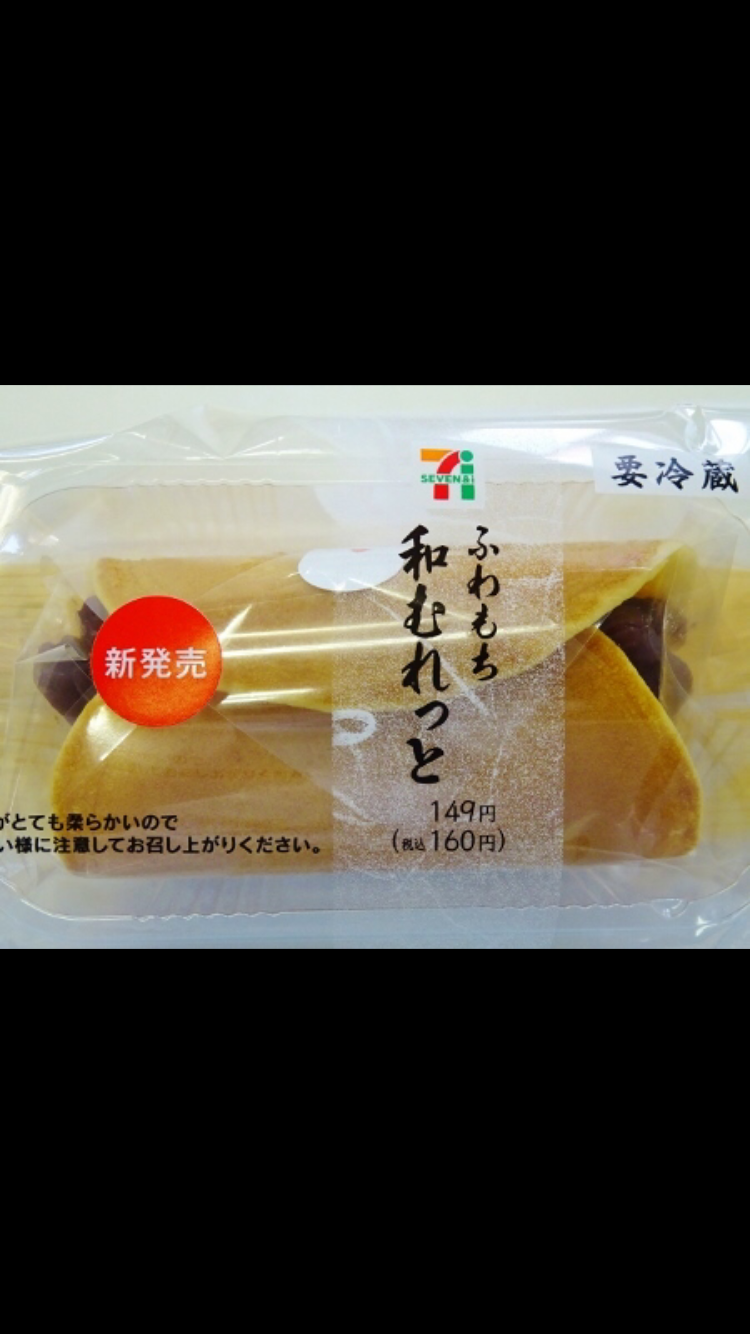 SEVEN&i
要冷蔵
ふわもち
和むれっと
新発売
149円
(税込160円)
がとても柔らかいので
い様に注意してお召し上がりください。